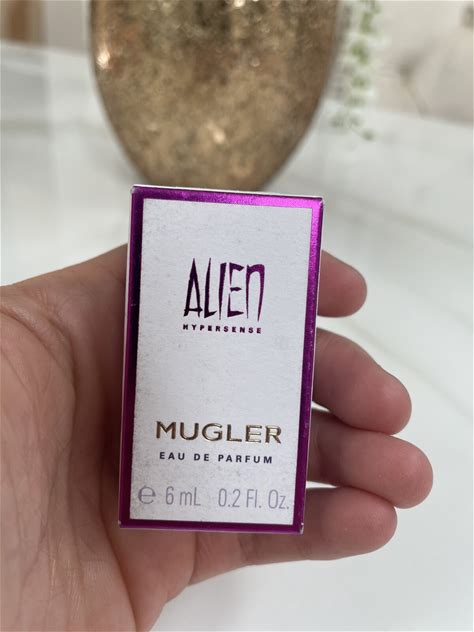 ALIEN
HYPERSENSE
MUGLER
EAU DE PARFUM
℮ 6 mL 0.2 Fl. Oz.